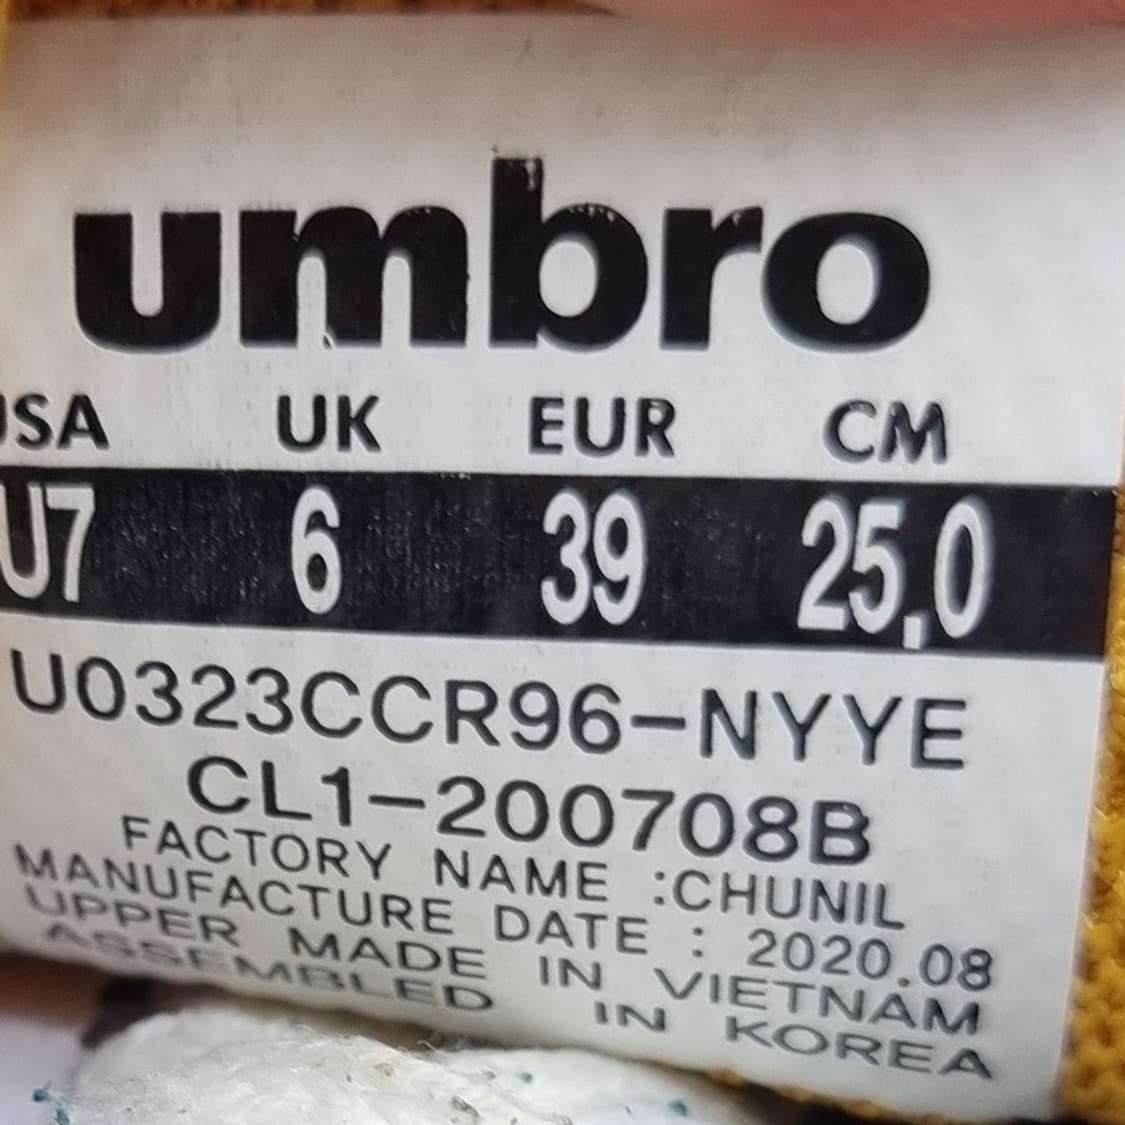 umbro
USA UK EUR CM
U7 6 39 25.0
U0323CCR96-NYYE
CL1-200708B
FACTORY NAME :CHUNIL
MANUFACTURE DATE : 2020.08
UPPER MADE IN VIETNAM
ASSEMBLED IN KOREA